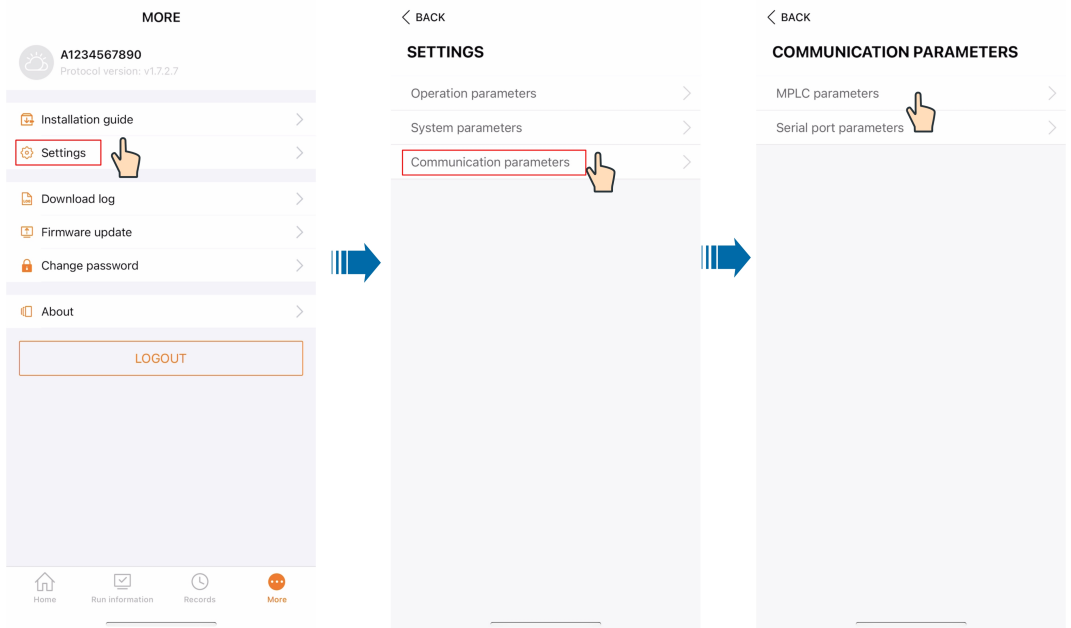 MORE
A1234567890
Protocol version: v1.7.2.7
Installation guide
Settings
Download log
Firmware update
Change password
About
LOGOUT
Home
Run information
Records
More
BACK
SETTINGS
Operation parameters
System parameters
Communication parameters
BACK
COMMUNICATION PARAMETERS
MPLC parameters
Serial port parameters